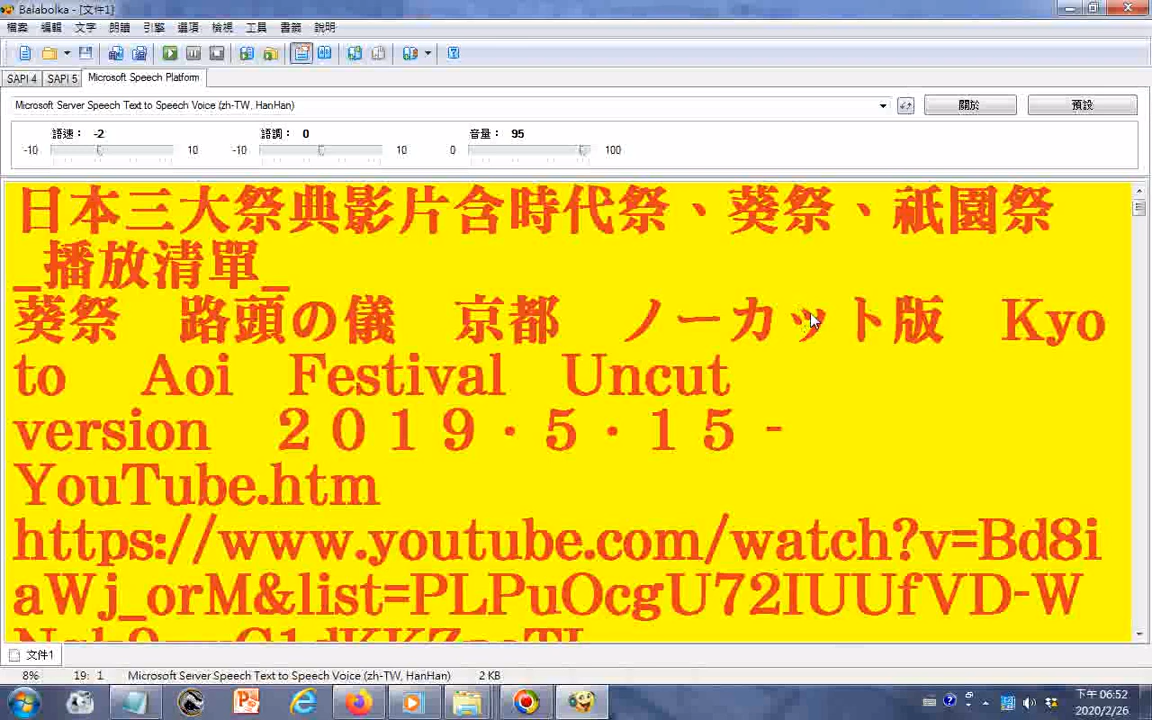 Balabolka - [文件1]
檔案 編輯 文字 朗讀 引擎 選項 檢視 工具 書籤 說明
SAPI 4 SAPI 5 Microsoft Speech Platform
Microsoft Server Speech Text to Speech Voice (zh-TW, HanHan) 關於 預設
語速： -2 語調： 0 音量： 95
-10 10 -10 10 0 100
日本三大祭典影片含時代祭、葵祭、祇園祭
_播放清單_
葵祭　路頭の儀　京都　ノーカット版　Kyo
to　Aoi　Festival　Uncut
version　２０１９・５・１５ -
YouTube.htm
https://www.youtube.com/watch?v=Bd8i
aWj_orM&list=PLPuOcgU72IUUfVD-W
文件1
8% 19: 1 Microsoft Server Speech Text to Speech Voice (zh-TW, HanHan) 2 KB
下午 06:52
2020/2/26